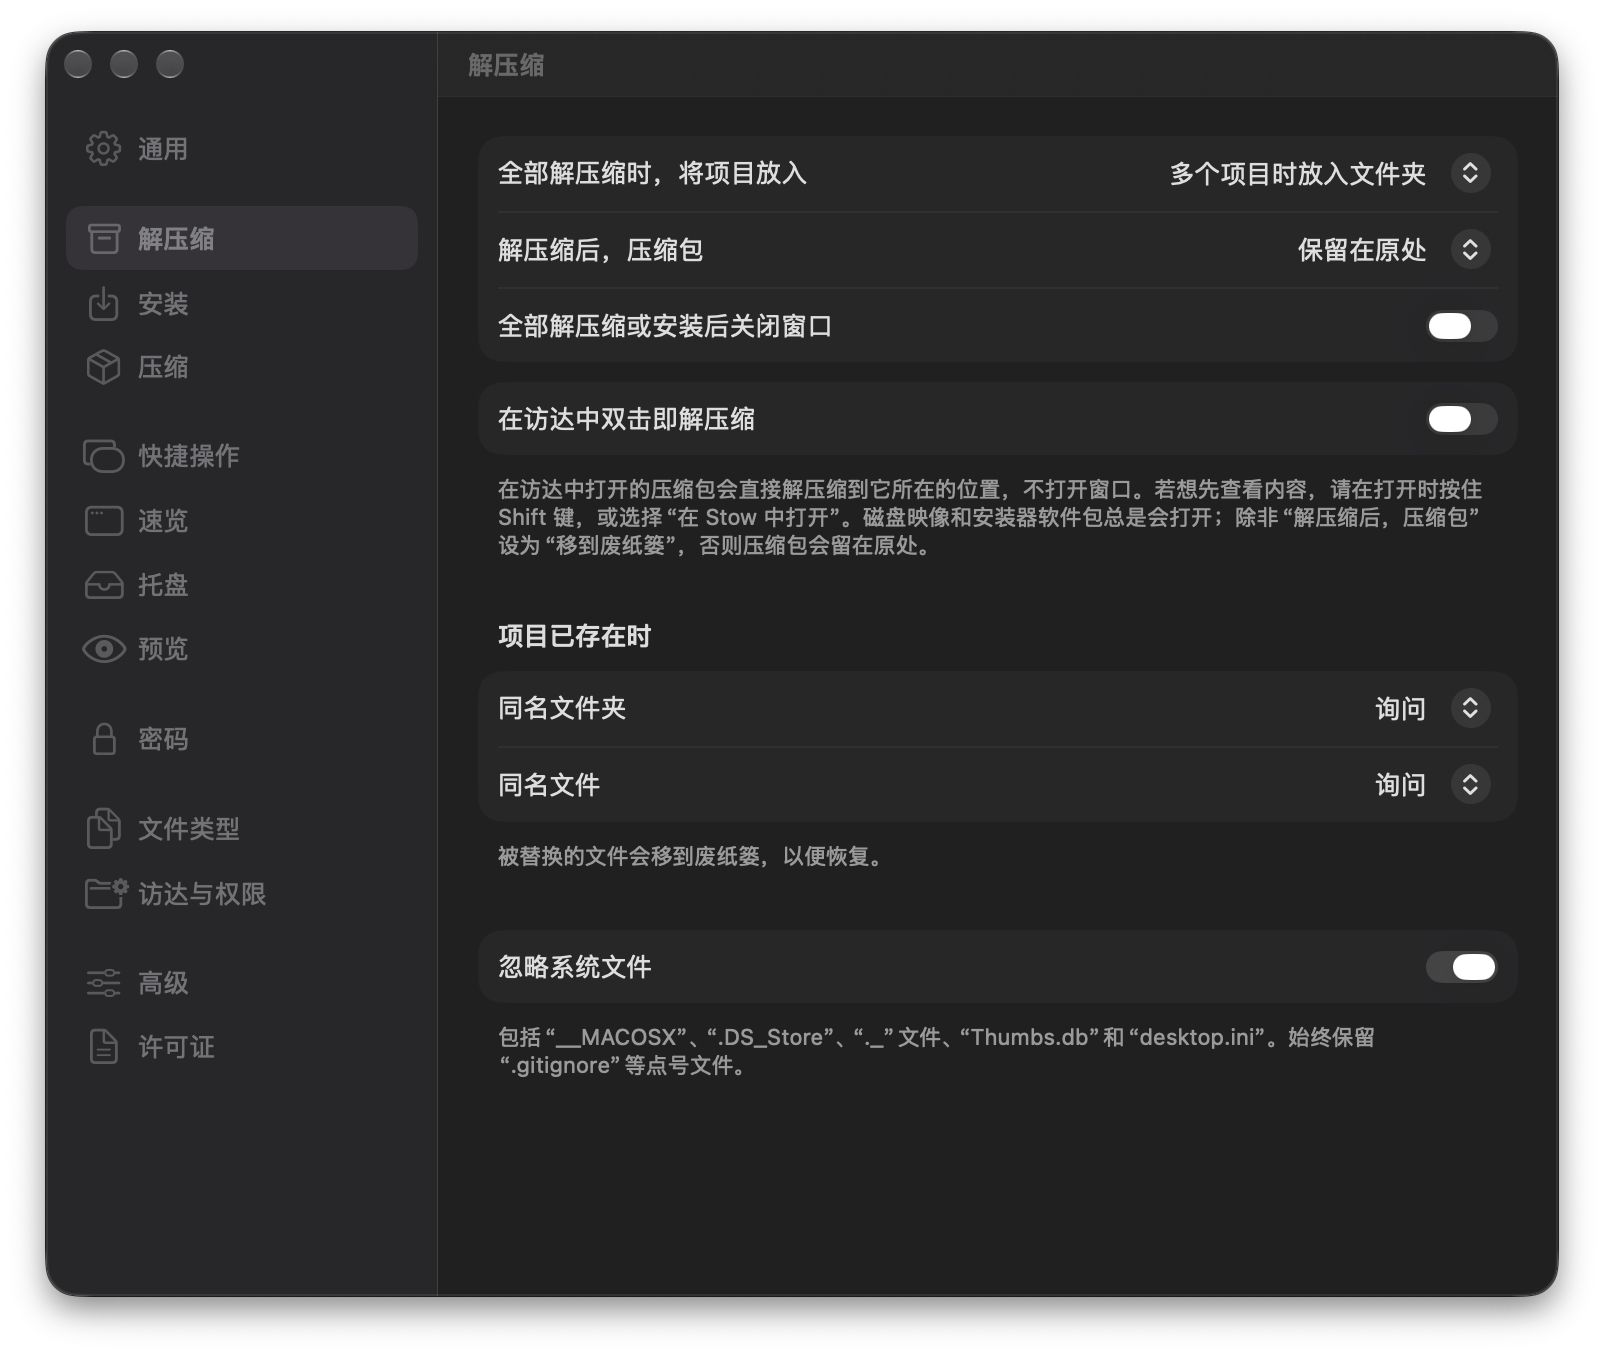 解压缩
通用
解压缩
安装
压缩
快捷操作
速览
托盘
预览
密码
文件类型
访达与权限
高级
许可证
全部解压缩时，将项目放入
多个项目时放入文件夹
解压缩后，压缩包
保留在原处
全部解压缩或安装后关闭窗口
在访达中双击即解压缩
在访达中打开的压缩包会直接解压缩到它所在的位置，不打开窗口。若想先查看内容，请在打开时按住
Shift 键，或选择“在 Stow 中打开”。磁盘映像和安装器软件包总是会打开；除非“解压缩后，压缩包”
设为“移到废纸篓”，否则压缩包会留在原处。
项目已存在时
同名文件夹
询问
同名文件
询问
被替换的文件会移到废纸篓，以便恢复。
忽略系统文件
包括“__MACOSX”、“.DS_Store”、“._”文件、“Thumbs.db”和“desktop.ini”。始终保留
“.gitignore”等点号文件。